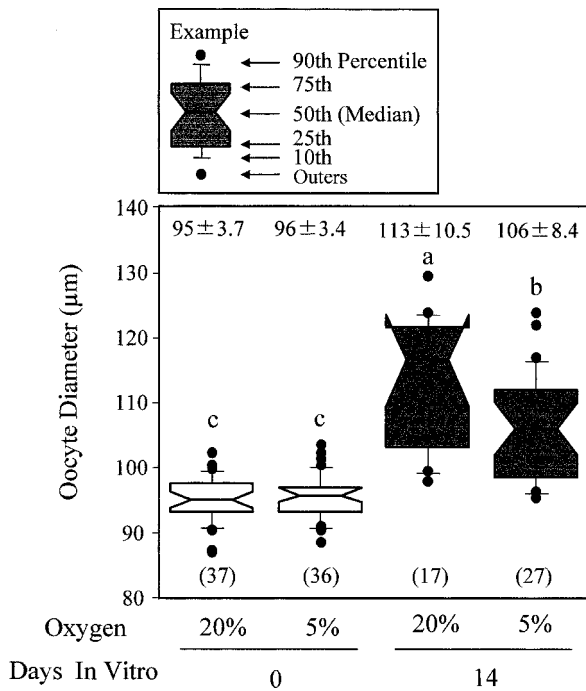 Example
90th Percentile
75th
50th (Median)
25th
10th
Outers
140
130
120
110
100
90
80
Oocyte Diameter (µm)
95±3.7 96±3.4 113±10.5 106±8.4
a
b
c c
(37) (36) (17) (27)
Oxygen 20% 5% 20% 5%
Days In Vitro 0 14